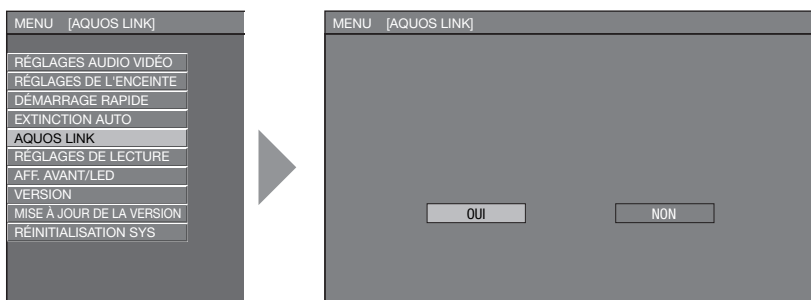 MENU [AQUOS LINK]
RÉGLAGES AUDIO VIDÉO
RÉGLAGES DE L'ENCEINTE
DÉMARRAGE RAPIDE
EXTINCTION AUTO
AQUOS LINK
RÉGLAGES DE LECTURE
AFF. AVANT/LED
VERSION
MISE À JOUR DE LA VERSION
RÉINITIALISATION SYS
MENU [AQUOS LINK]
OUI NON